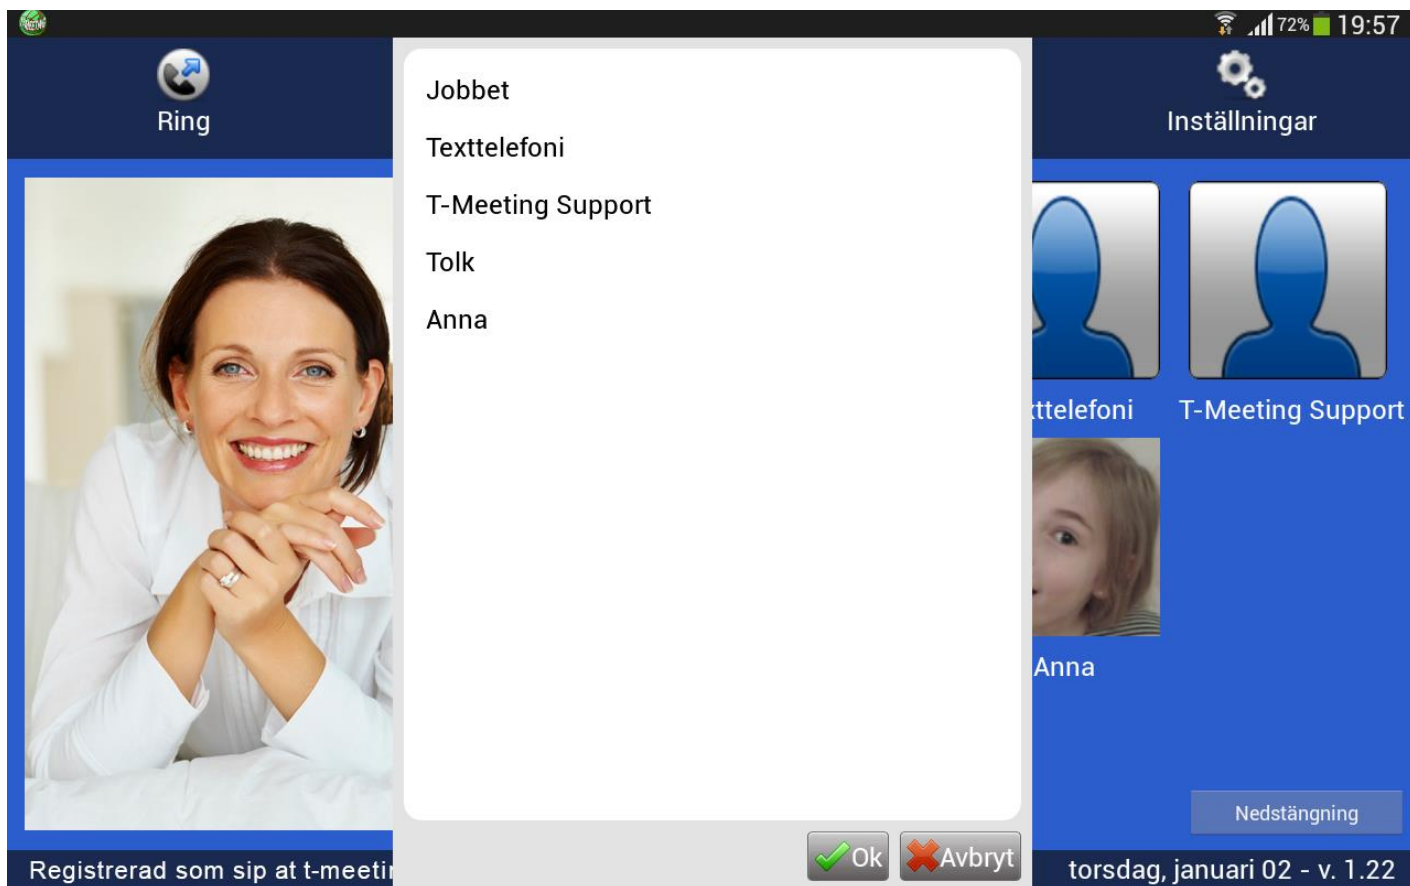 72% 19:57
Ring
Inställningar
Jobbet
Texttelefoni
T-Meeting Support
Tolk
Anna
ttelefoni
T-Meeting Support
Anna
Nedstängning
Ok
Avbryt
Registrerad som sip at t-meeti
torsdag, januari 02 - v. 1.22